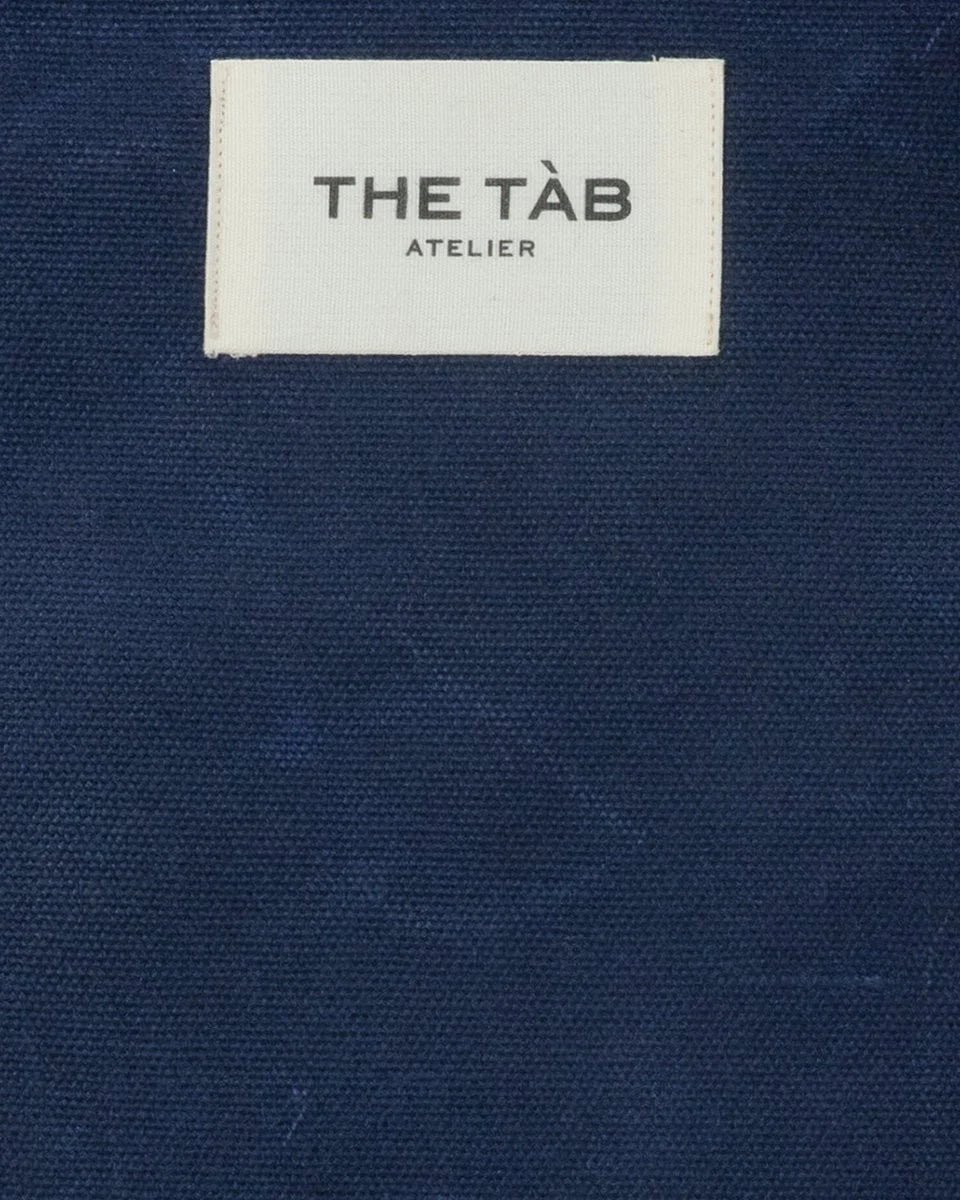 THE TÀB
ATELIER